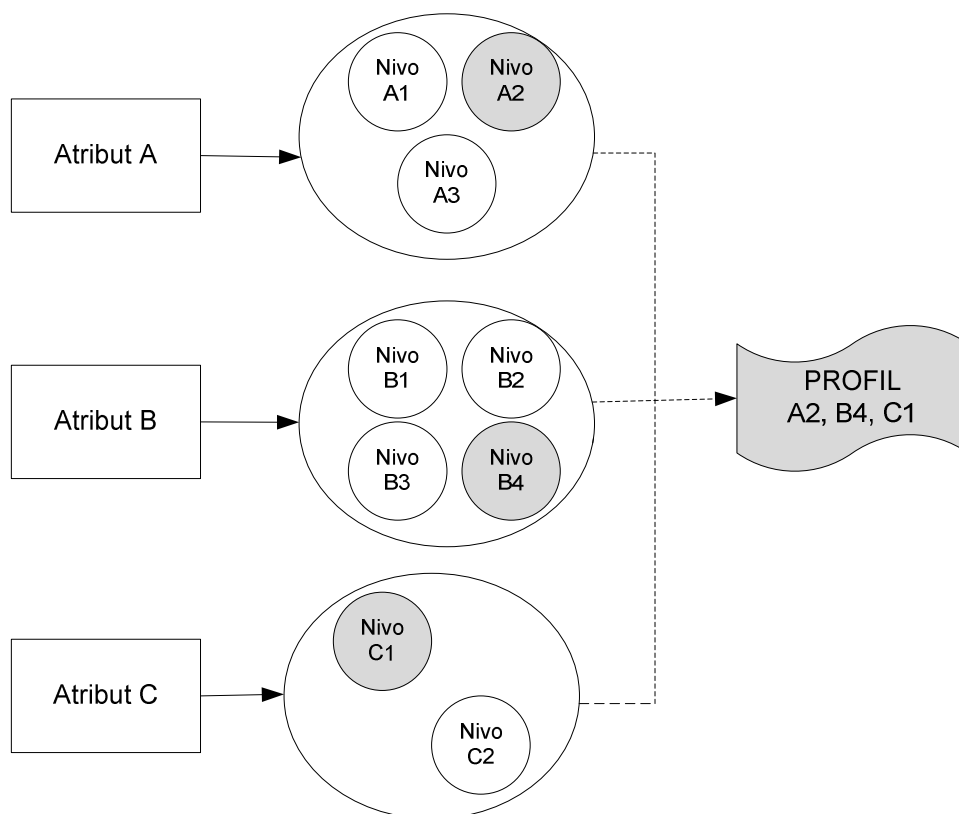 Atribut A
Nivo
A1
Nivo
A2
Nivo
A3
Atribut B
Nivo
B1
Nivo
B2
Nivo
B3
Nivo
B4
PROFIL
A2, B4, C1
Atribut C
Nivo
C1
Nivo
C2